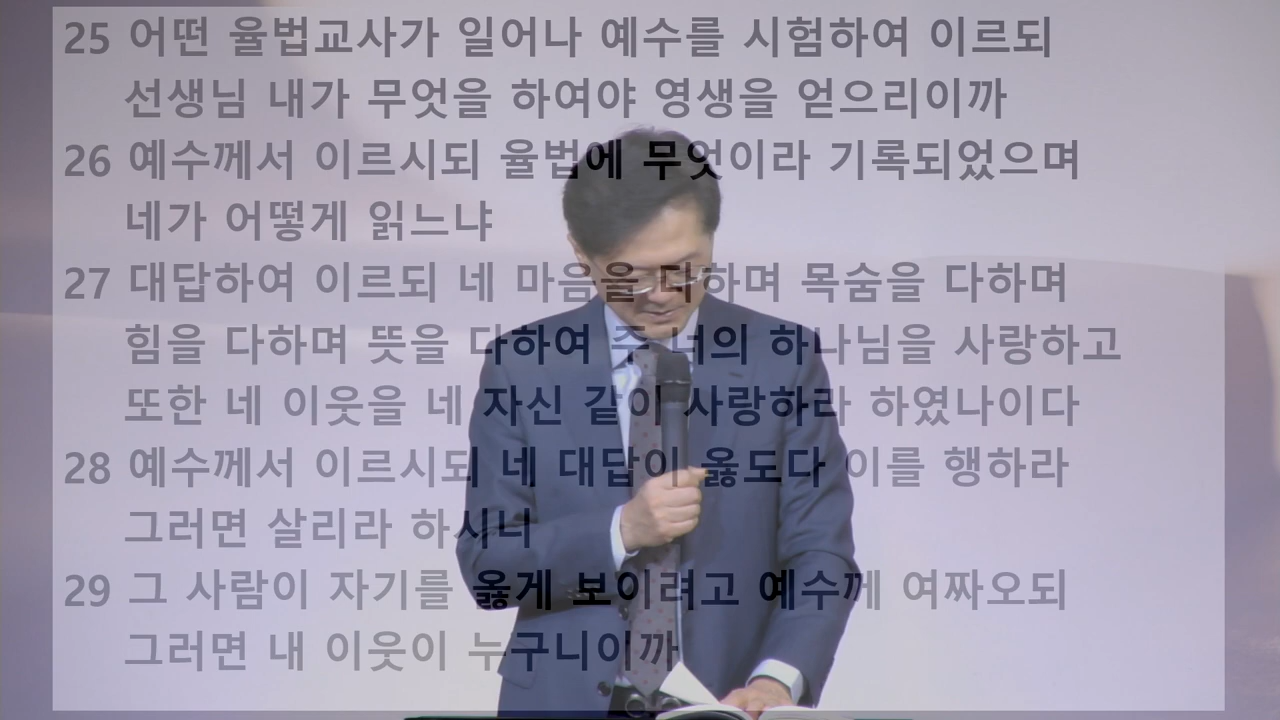 25 어떤 율법교사가 일어나 예수를 시험하여 이르되
선생님 내가 무엇을 하여야 영생을 얻으리이까
26 예수께서 이르시되 율법에 무엇이라 기록되었으며
네가 어떻게 읽느냐
27 대답하여 이르되 네 마음을 다하며 목숨을 다하며
힘을 다하며 뜻을 다하여 주 너의 하나님을 사랑하고
또한 네 이웃을 네 자신 같이 사랑하라 하였나이다
28 예수께서 이르시되 네 대답이 옳도다 이를 행하라
그러면 살리라 하시니
29 그 사람이 자기를 옳게 보이려고 예수께 여짜오되
그러면 내 이웃이 누구니이까